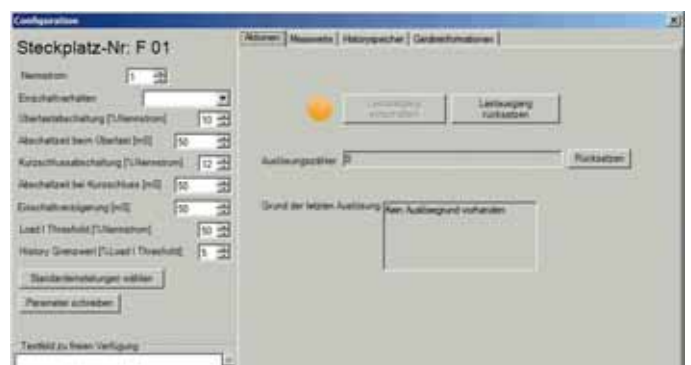 Configuration
Steckplatz-Nr: F 01
Nennstrom 1
Einschaltverhalten
Überlastabschaltung [%Nennstrom] 10
Abschaltzeit beim Überlast [mS] 50
Kurzschlussabschaltung [%Nennstrom] 12
Abschaltzeit bei Kurzschluss [mS] 50
Einschaltverzögerung [mS] 50
Load I Threshold [%Nennstrom] 50
History Grenzwert [%Load I Threshold] 5
Standardeinstellungen wählen
Parameter schreiben
Textfeld zu freien Verfügung
Aktionen Messwerte Historyspeicher Geräteinformationen
Lastausgang einschalten
Lastausgang rücksetzen
Auslösungszähler 0 Rücksetzen
Grund der letzten Auslösung Kein Auslösegrund vorhanden